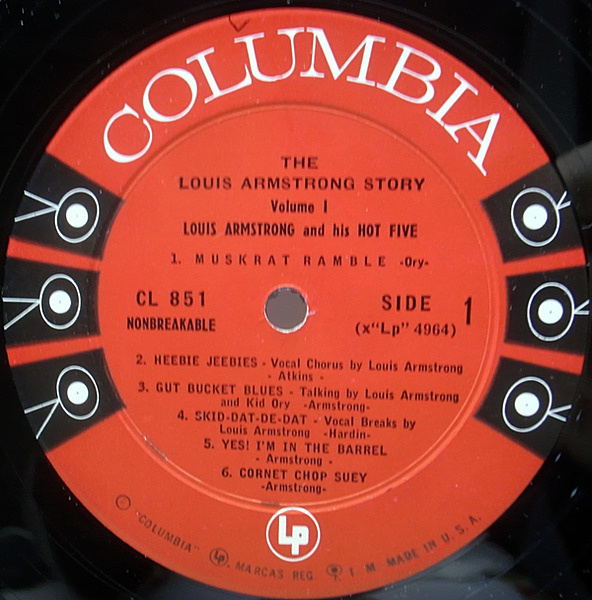 COLUMBIA
THE
LOUIS ARMSTRONG STORY
Volume 1
LOUIS ARMSTRONG and his HOT FIVE
1. MUSKRAT RAMBLE -Ory-
CL 851
NONBREAKABLE
SIDE 1
(x"Lp" 4964)
2. HEEBIE JEEBIES - Vocal Chorus by Louis Armstrong
- Atkins -
3. GUT BUCKET BLUES - Talking by Louis Armstrong
and Kid Ory -Armstrong-
4. SKID-DAT-DE-DAT - Vocal Breaks by
Louis Armstrong -Hardin-
5. YES! I'M IN THE BARREL
- Armstrong -
6. CORNET CHOP SUEY
-Armstrong-
Lp
"COLUMBIA" Lp, MARCAS REG. T M MADE IN U. S. A.